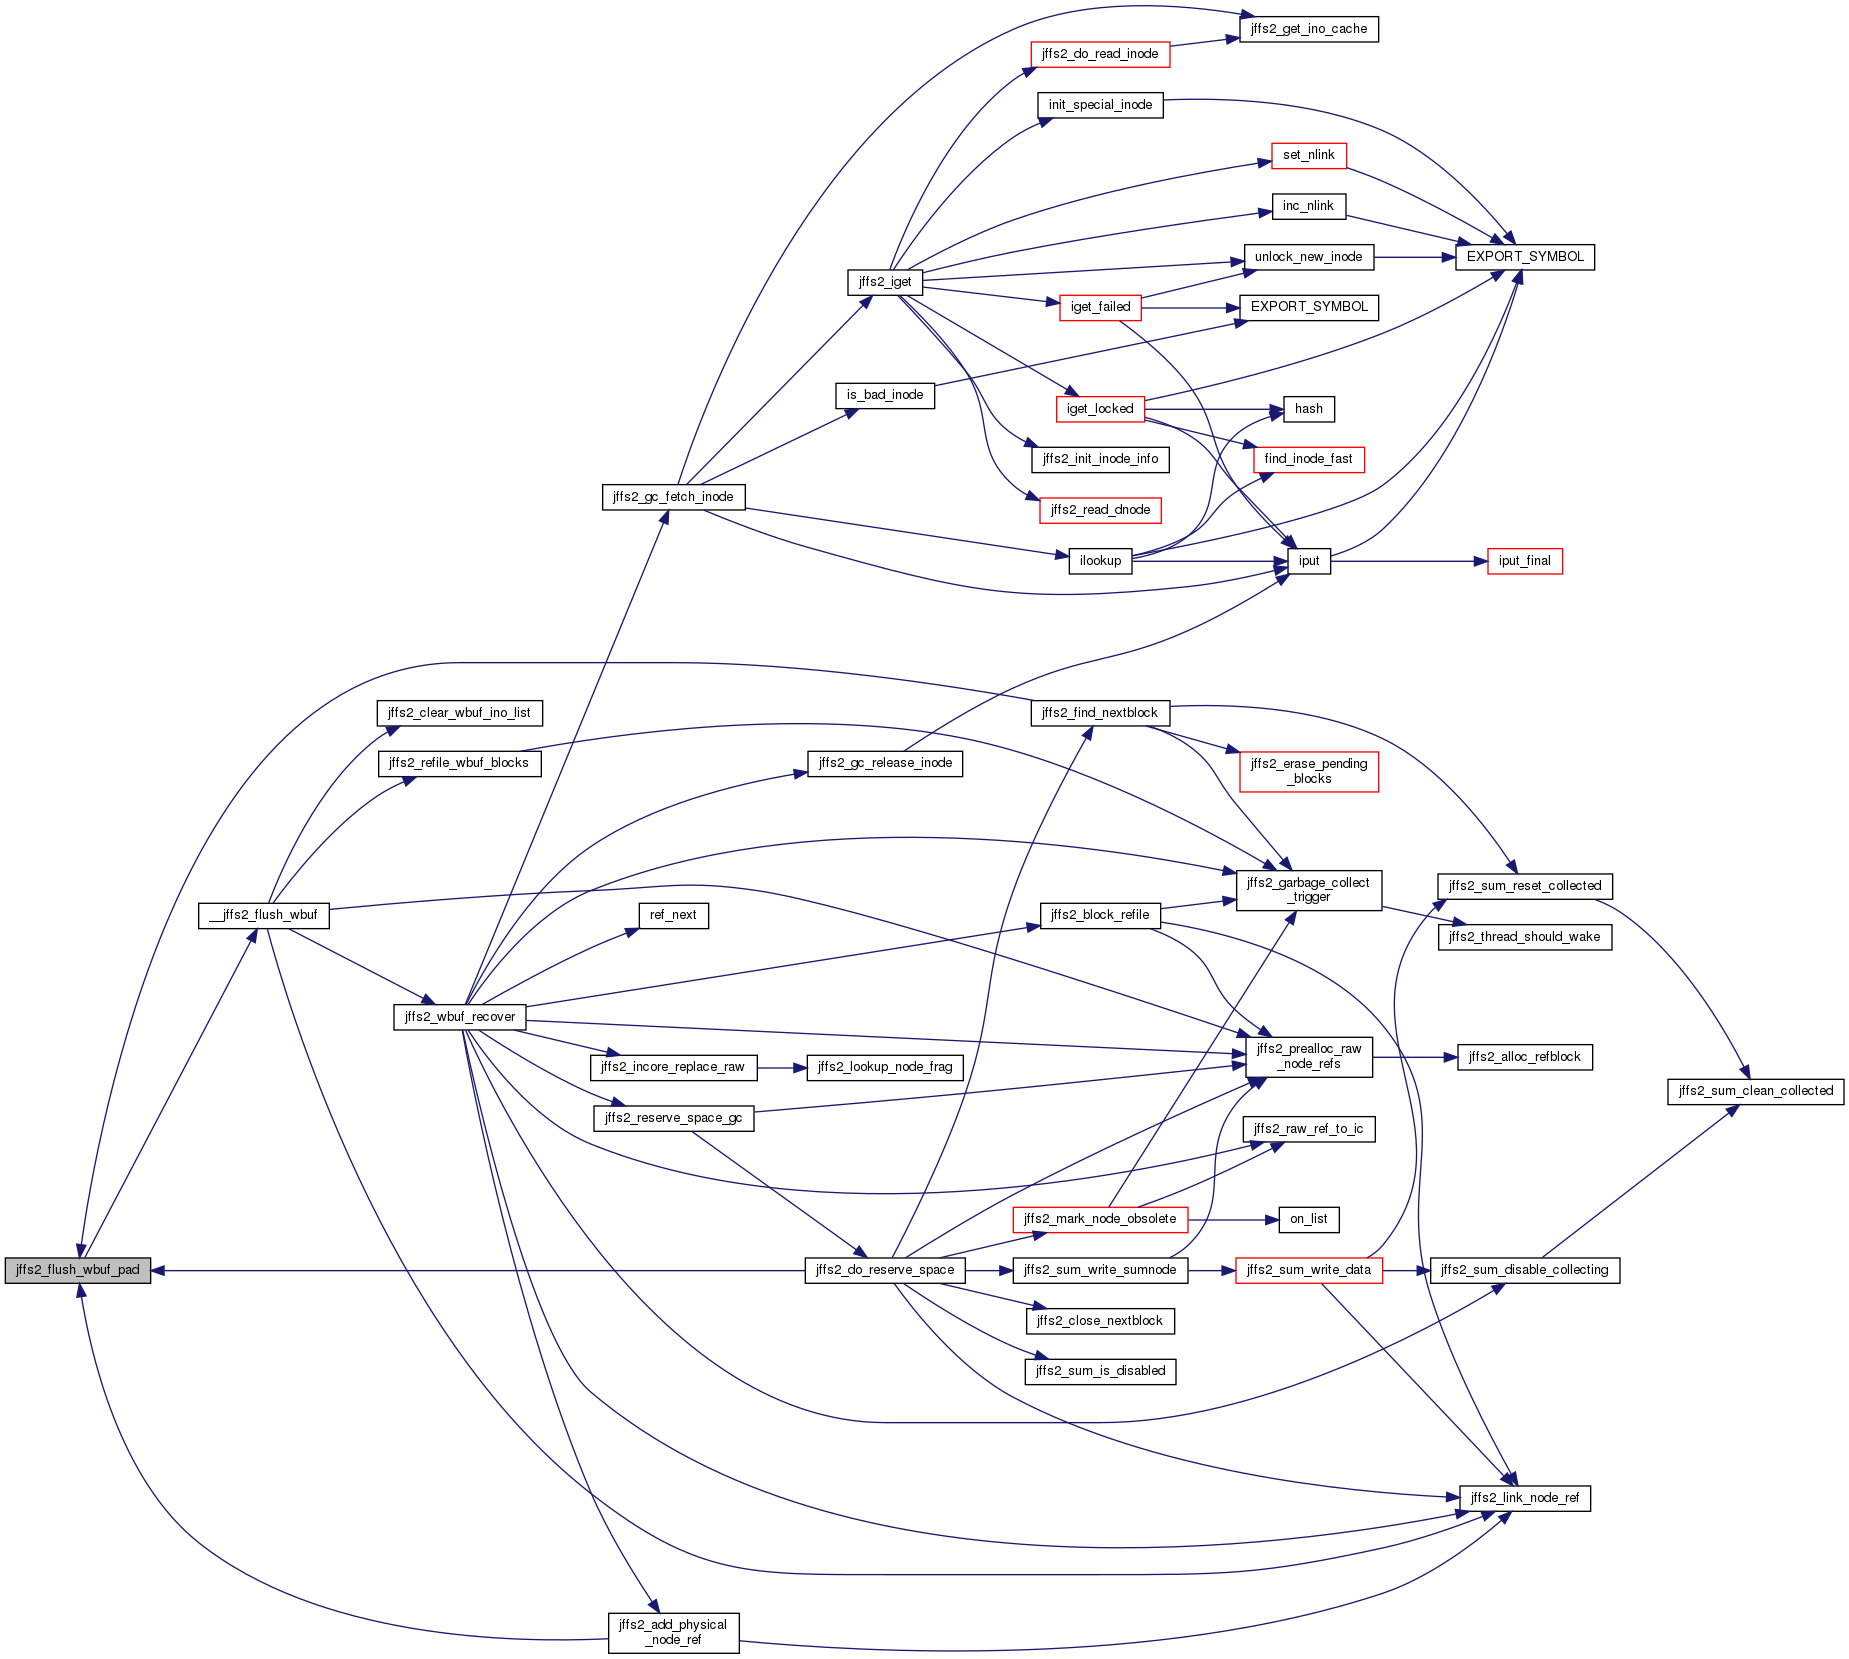 jffs2_get_ino_cache
jffs2_do_read_inode
init_special_inode
set_nlink
inc_nlink
unlock_new_inode
EXPORT_SYMBOL
jffs2_iget
iget_failed
EXPORT_SYMBOL
is_bad_inode
iget_locked
hash
jffs2_init_inode_info
find_inode_fast
jffs2_gc_fetch_inode
jffs2_read_dnode
ilookup
iput
iput_final
jffs2_clear_wbuf_ino_list
jffs2_find_nextblock
jffs2_refile_wbuf_blocks
jffs2_gc_release_inode
jffs2_erase_pending
_blocks
jffs2_garbage_collect
_trigger
jffs2_sum_reset_collected
__jffs2_flush_wbuf
ref_next
jffs2_block_refile
jffs2_thread_should_wake
jffs2_wbuf_recover
jffs2_prealloc_raw
_node_refs
jffs2_alloc_refblock
jffs2_incore_replace_raw
jffs2_lookup_node_frag
jffs2_sum_clean_collected
jffs2_reserve_space_gc
jffs2_raw_ref_to_ic
jffs2_mark_node_obsolete
on_list
jffs2_flush_wbuf_pad
jffs2_do_reserve_space
jffs2_sum_write_sumnode
jffs2_sum_write_data
jffs2_sum_disable_collecting
jffs2_close_nextblock
jffs2_sum_is_disabled
jffs2_link_node_ref
jffs2_add_physical
_node_ref